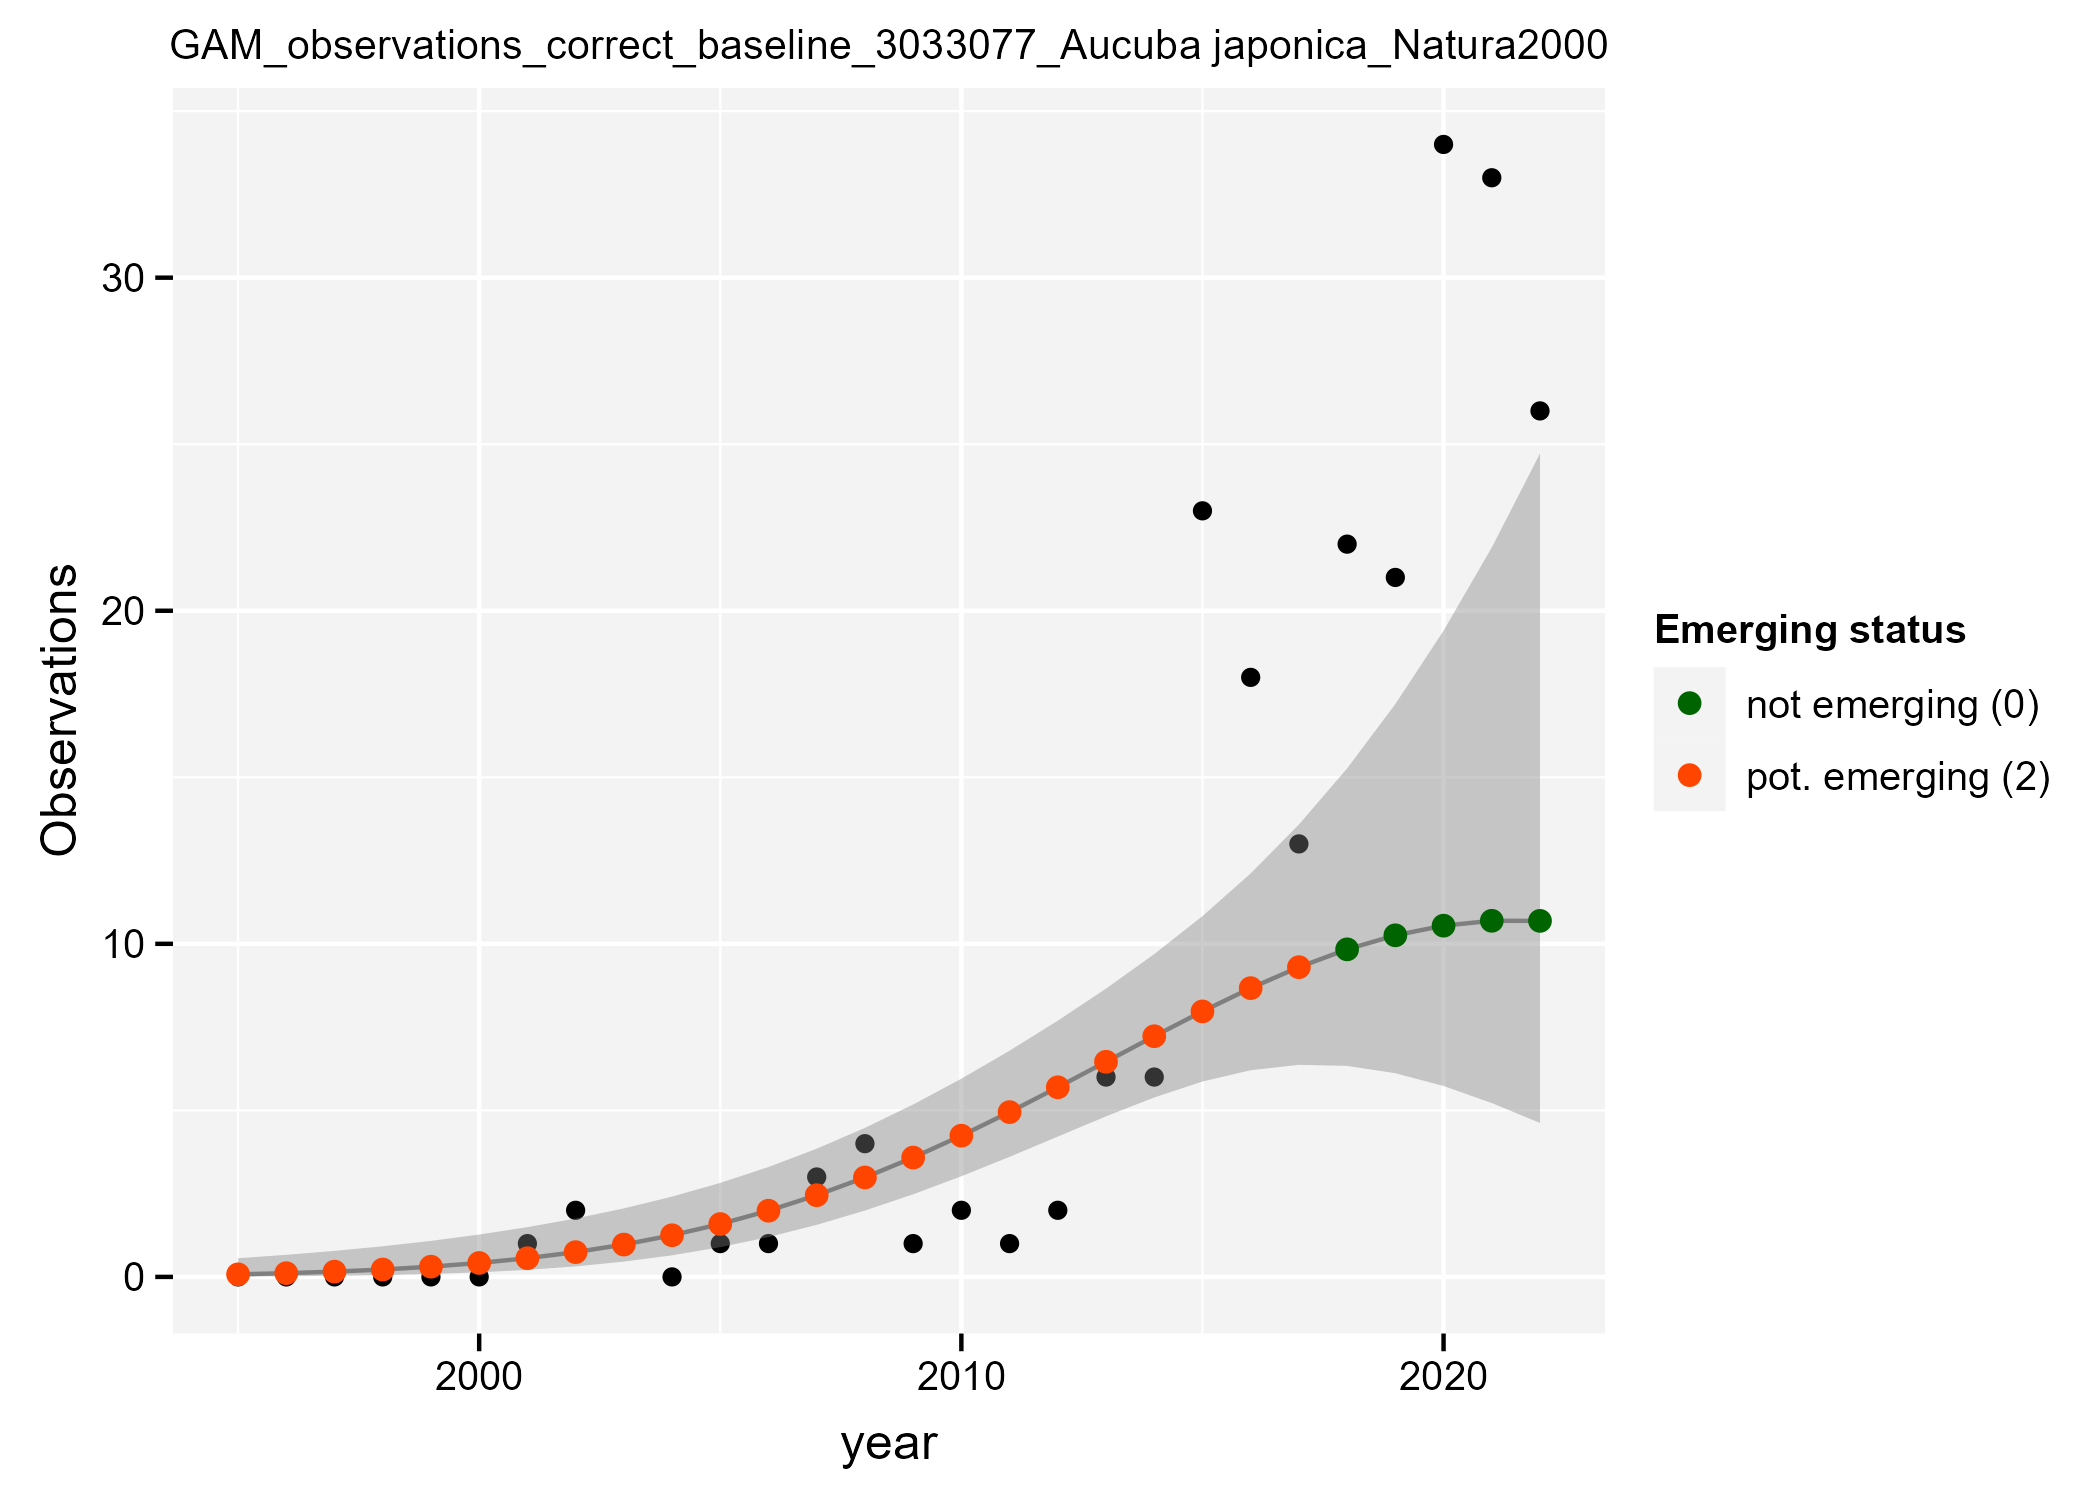 GAM_observations_correct_baseline_3033077_Aucuba japonica_Natura2000
Observations
30
20
10
0
2000
2010
2020
year
Emerging status
not emerging (0)
pot. emerging (2)